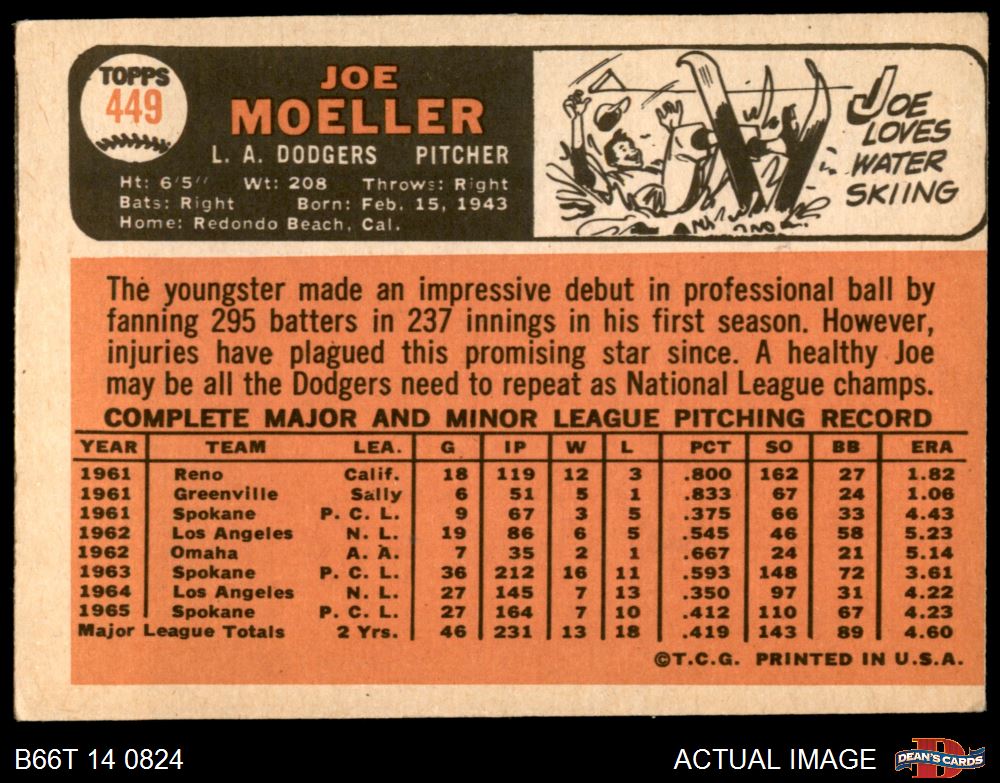 TOPPS
449
JOE
MOELLER
L. A. DODGERS PITCHER
Ht: 6'5" Wt: 208 Throws: Right
Bats: Right Born: Feb. 15, 1943
Home: Redondo Beach, Cal.
JOE
LOVES
WATER
SKIING
The youngster made an impressive debut in professional ball by
fanning 295 batters in 237 innings in his first season. However,
injuries have plagued this promising star since. A healthy Joe
may be all the Dodgers need to repeat as National League champs.
COMPLETE MAJOR AND MINOR LEAGUE PITCHING RECORD
YEAR TEAM LEA. G IP W L PCT SO BB ERA
1961 Reno Calif. 18 119 12 3 .800 162 27 1.82
1961 Greenville Sally 6 51 5 1 .833 67 24 1.06
1961 Spokane P. C. L. 9 67 3 5 .375 66 33 4.43
1962 Los Angeles N. L. 19 86 6 5 .545 46 58 5.23
1962 Omaha A. A. 7 35 2 1 .667 24 21 5.14
1963 Spokane P. C. L. 36 212 16 11 .593 148 72 3.61
1964 Los Angeles N. L. 27 145 7 13 .350 97 31 4.22
1965 Spokane P. C. L. 27 164 7 10 .412 110 67 4.23
Major League Totals 2 Yrs. 46 231 13 18 .419 143 89 4.60
©T.C.G. PRINTED IN U.S.A.
B66T 14 0824 ACTUAL IMAGE
DEAN'S CARDS